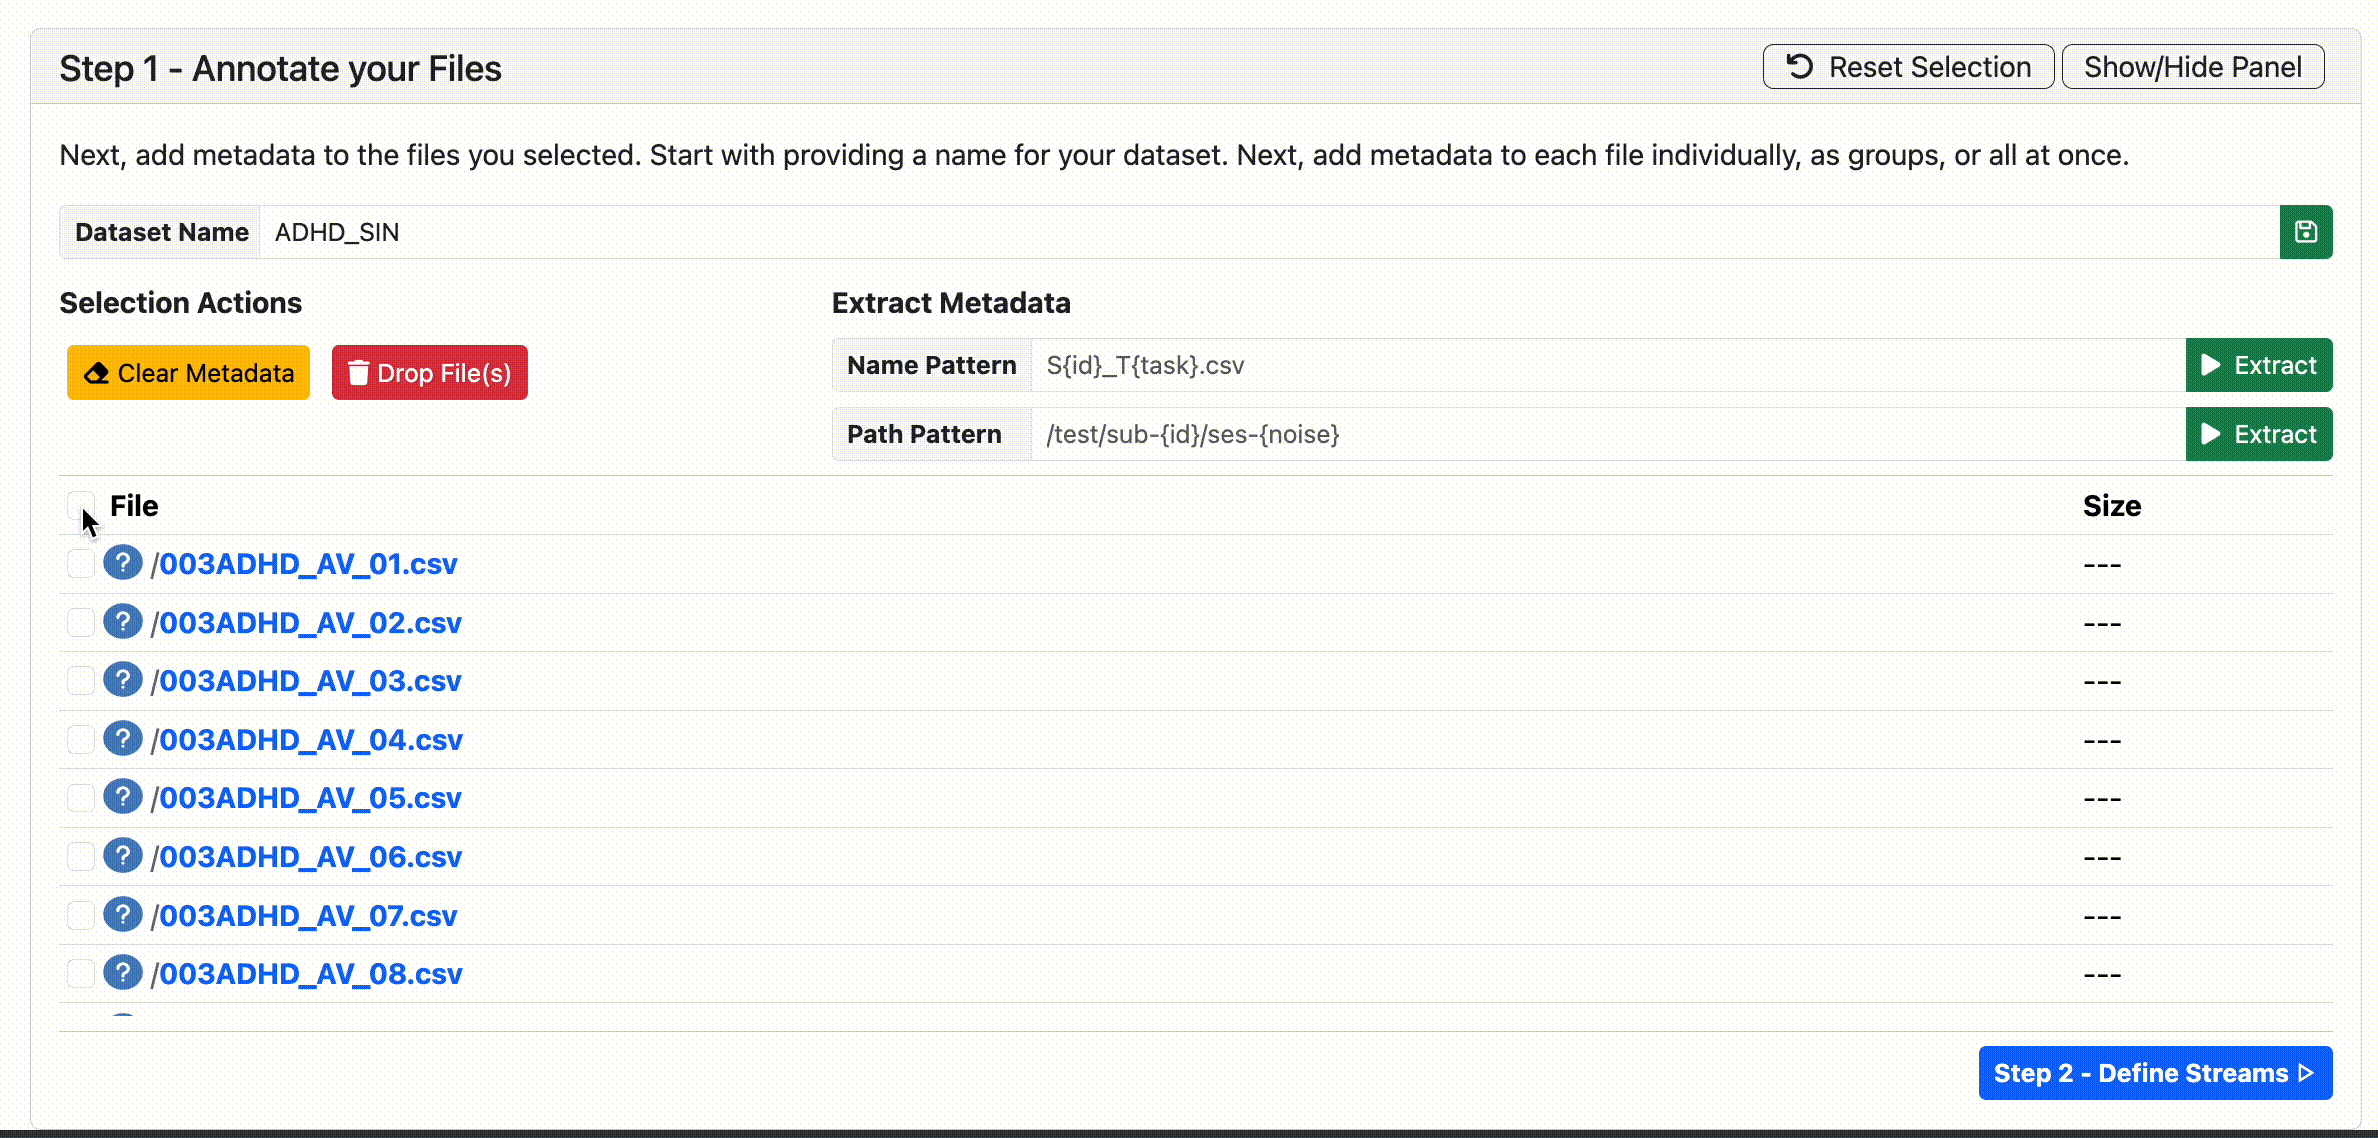 Step 1 - Annotate your Files
Reset Selection
Show/Hide Panel
Next, add metadata to the files you selected. Start with providing a name for your dataset. Next, add metadata to each file individually, as groups, or all at once.
Dataset Name
ADHD_SIN
Selection Actions
Extract Metadata
Clear Metadata
Drop File(s)
Name Pattern
S{id}_T{task}.csv
Extract
Path Pattern
/test/sub-{id}/ses-{noise}
Extract
File
Size
? /003ADHD_AV_01.csv ---
? /003ADHD_AV_02.csv ---
? /003ADHD_AV_03.csv ---
? /003ADHD_AV_04.csv ---
? /003ADHD_AV_05.csv ---
? /003ADHD_AV_06.csv ---
? /003ADHD_AV_07.csv ---
? /003ADHD_AV_08.csv ---
Step 2 - Define Streams